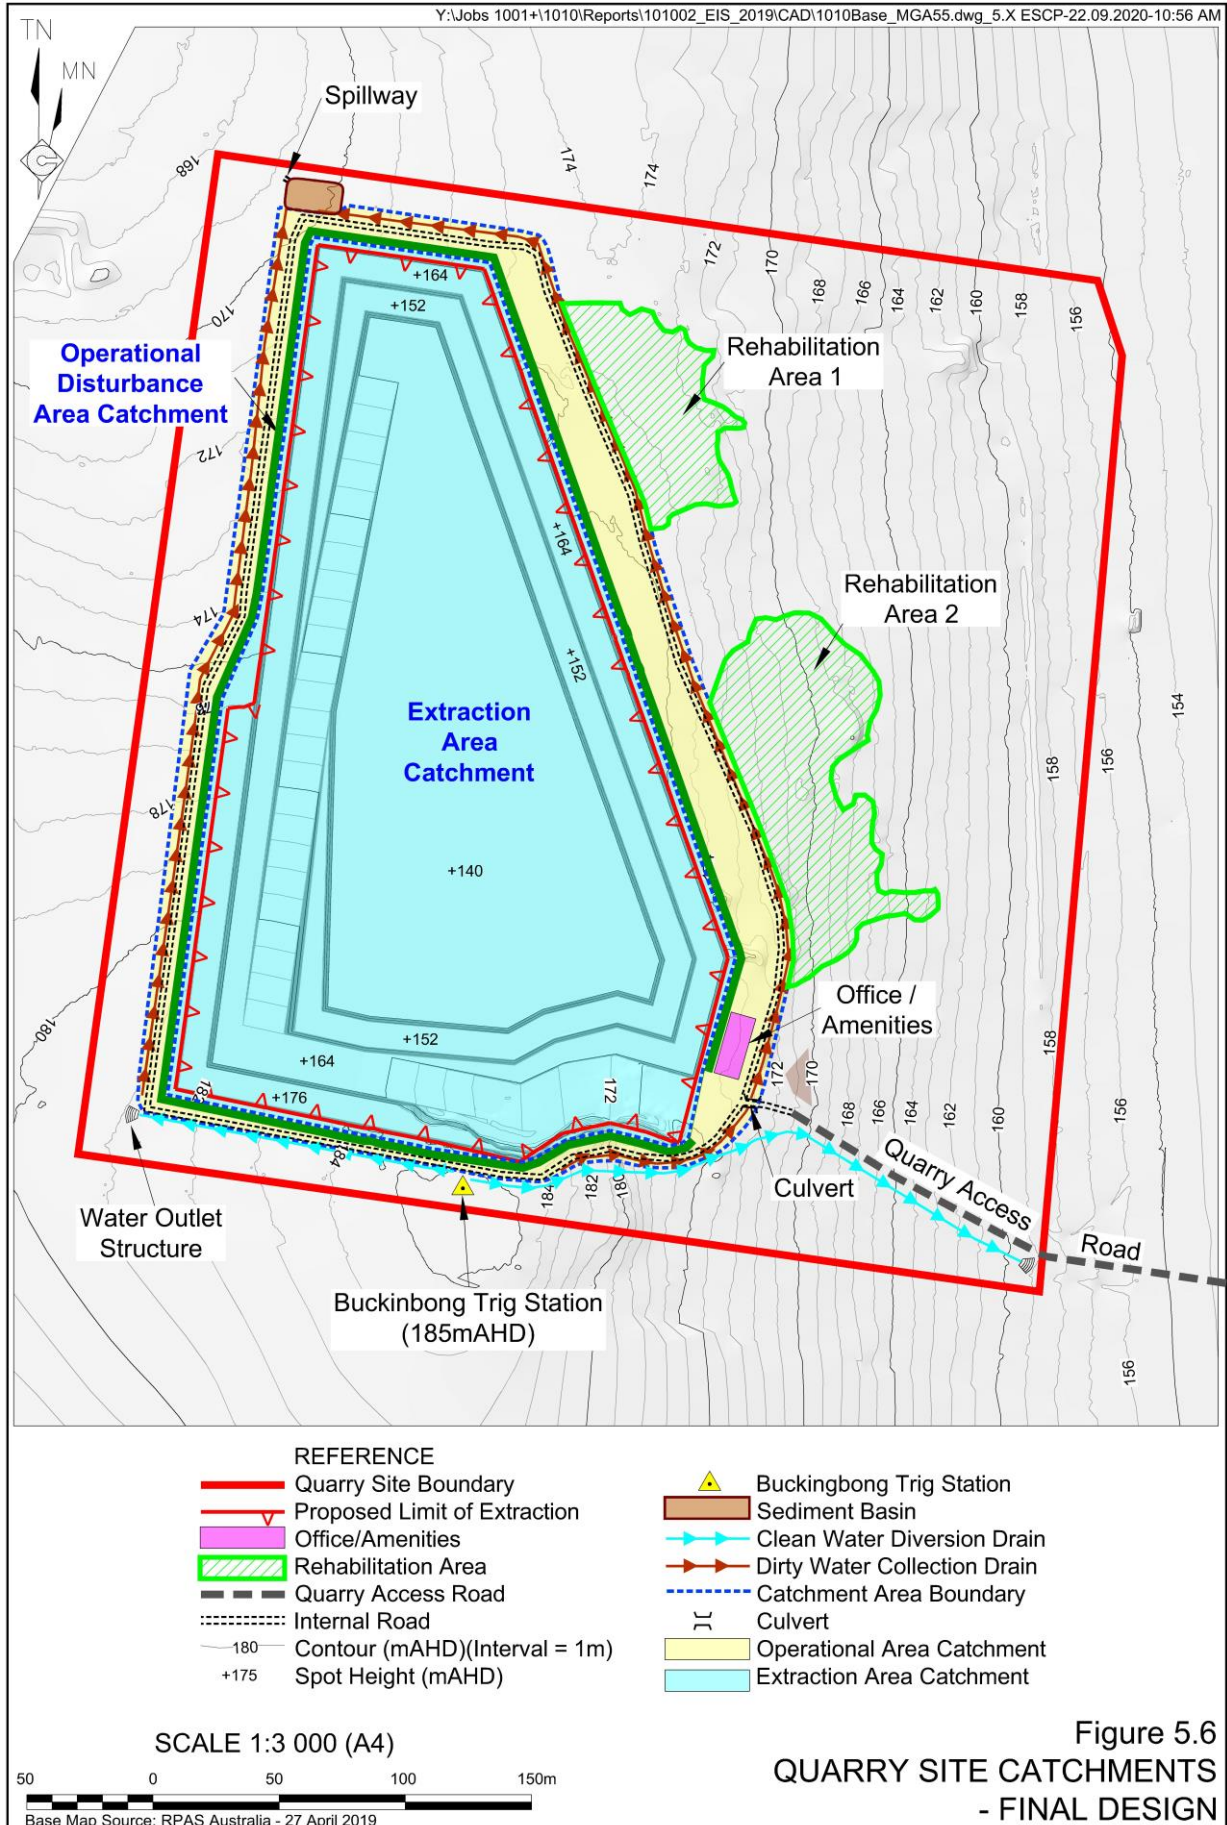 Y:\Jobs 1001+\1010\Reports\101002_EIS_2019\CAD\1010Base_MGA55.dwg_5.X ESCP-22.09.2020-10:56 AM
TN
MN
Spillway
168
174
174
172
170
168
166
164
162
160
158
156
+164
+152
170
Operational
Disturbance
Area Catchment
Rehabilitation
Area 1
172
+164
Rehabilitation
Area 2
174
+152
154
Extraction
Area
Catchment
178
158
156
+140
Office /
Amenities
180
+152
+164
+176
184
172
172
170
168
166
164
162
160
158
156
Quarry Access
Road
Culvert
184
184
182
180
Water Outlet
Structure
Buckinbong Trig Station
(185mAHD)
156
REFERENCE
Quarry Site Boundary
Proposed Limit of Extraction
Office/Amenities
Rehabilitation Area
Quarry Access Road
Internal Road
180 Contour (mAHD)(Interval = 1m)
+175 Spot Height (mAHD)
Buckingbong Trig Station
Sediment Basin
Clean Water Diversion Drain
Dirty Water Collection Drain
Catchment Area Boundary
Culvert
Operational Area Catchment
Extraction Area Catchment
SCALE 1:3 000 (A4)
50 0 50 100 150m
Base Map Source: RPAS Australia - 27 April 2019
Figure 5.6
QUARRY SITE CATCHMENTS
- FINAL DESIGN